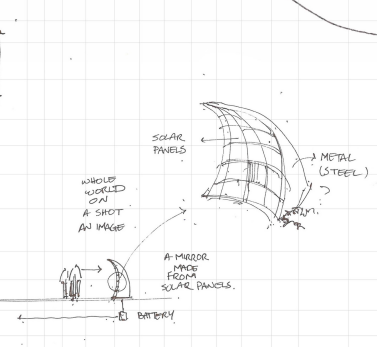 SOLAR
PANELS
METAL
(STEEL)
?
WHOLE
WORLD
ON
A SHOT
AN IMAGE
A MIRROR
MADE
FROM
SOLAR PANELS.
BATTERY